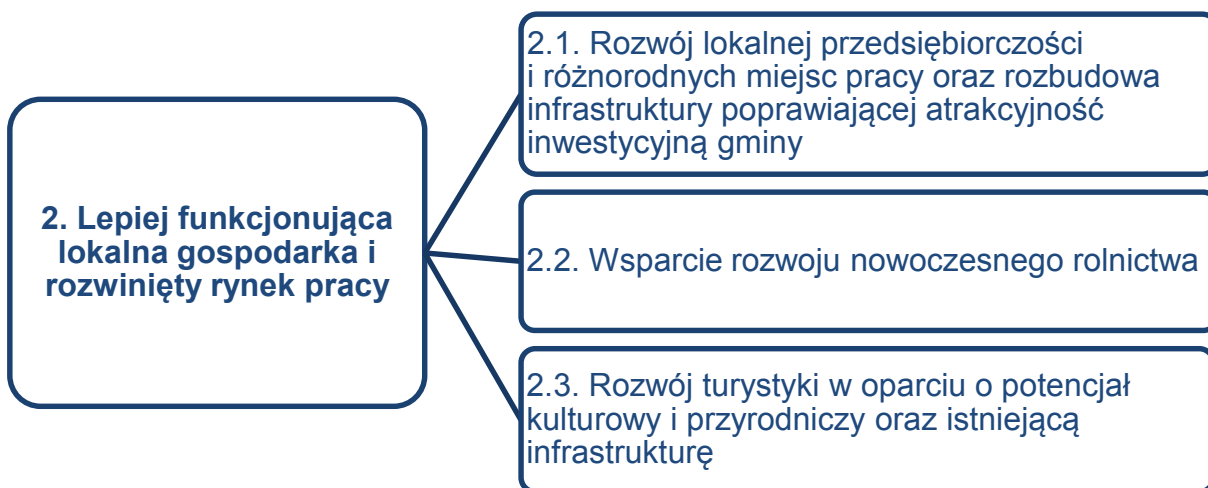 2. Lepiej funkcjonująca
lokalna gospodarka i
rozwinięty rynek pracy
2.1. Rozwój lokalnej przedsiębiorczości
i różnorodnych miejsc pracy oraz rozbudowa
infrastruktury poprawiającej atrakcyjność
inwestycyjną gminy
2.2. Wsparcie rozwoju nowoczesnego rolnictwa
2.3. Rozwój turystyki w oparciu o potencjał
kulturowy i przyrodniczy oraz istniejącą
infrastrukturę